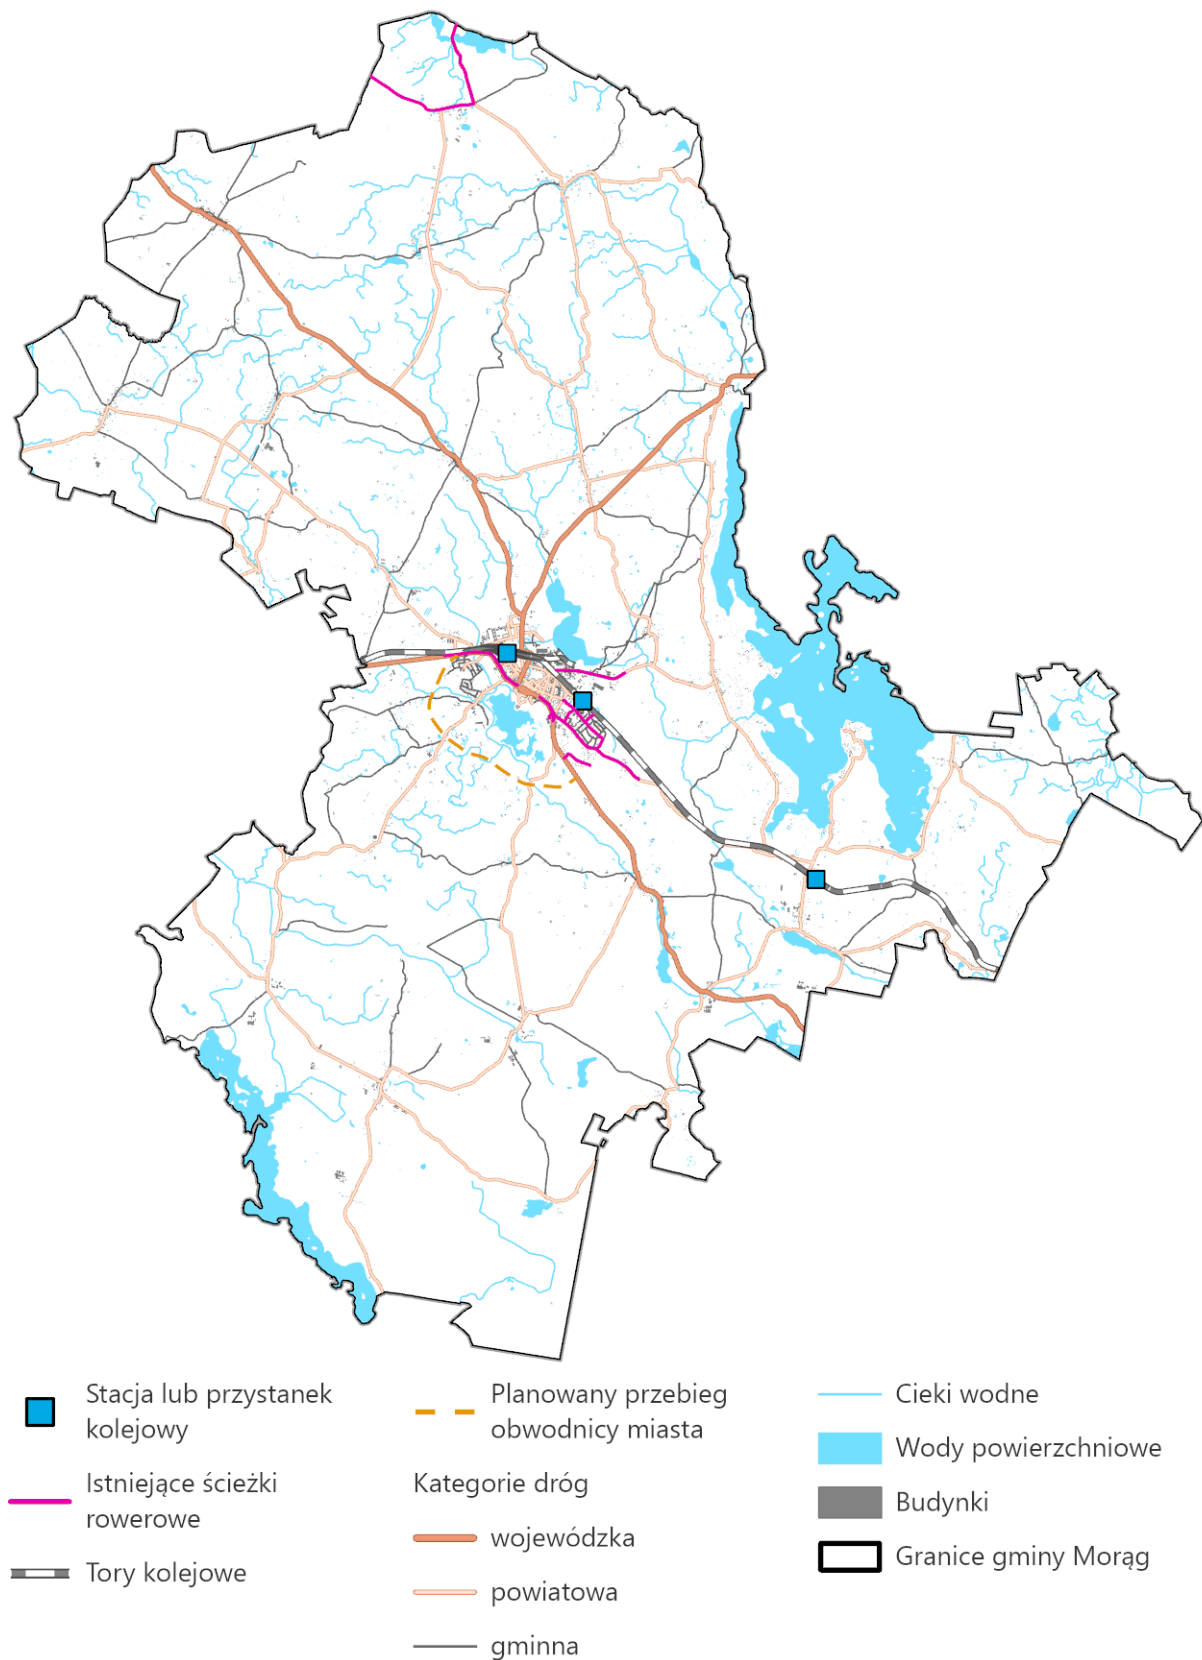 Stacja lub przystanek
kolejowy
Istniejące ścieżki
rowerowe
Tory kolejowe
Planowany przebieg
obwodnicy miasta
Kategorie dróg
wojewódzka
powiatowa
gminna
Cieki wodne
Wody powierzchniowe
Budynki
Granice gminy Morąg